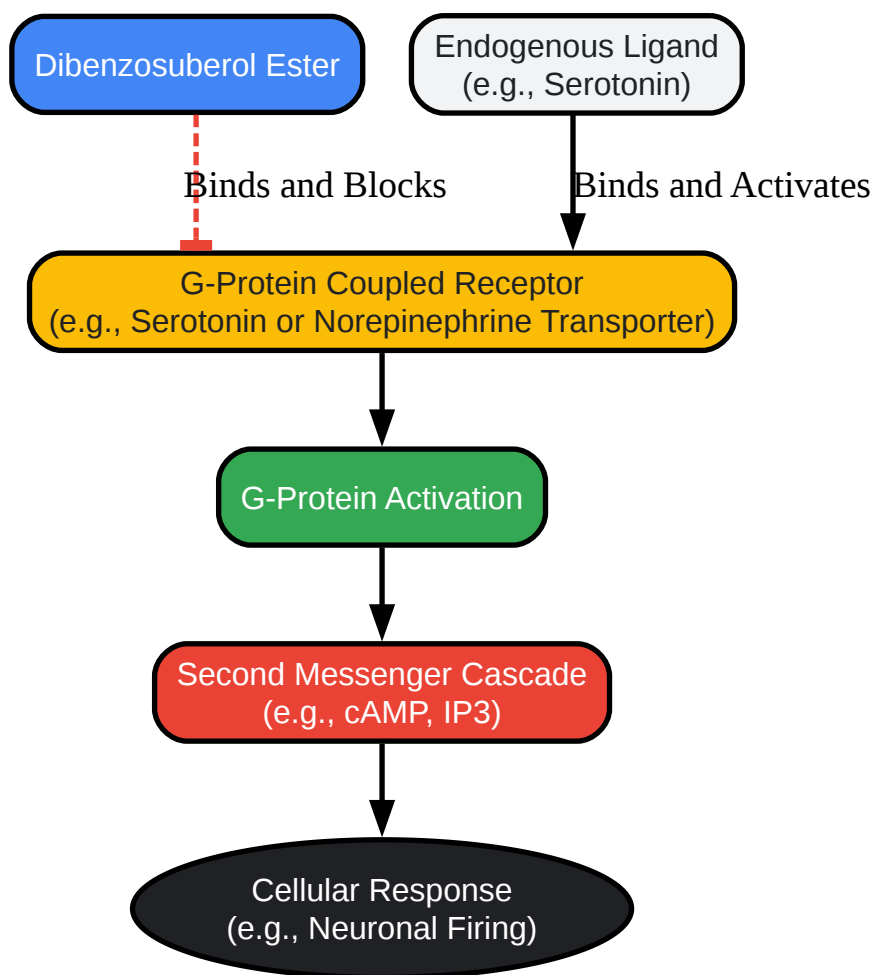 Dibenzosuberol Ester
Endogenous Ligand
(e.g., Serotonin)
Binds and Blocks
Binds and Activates
G-Protein Coupled Receptor
(e.g., Serotonin or Norepinephrine Transporter)
G-Protein Activation
Second Messenger Cascade
(e.g., cAMP, IP3)
Cellular Response
(e.g., Neuronal Firing)